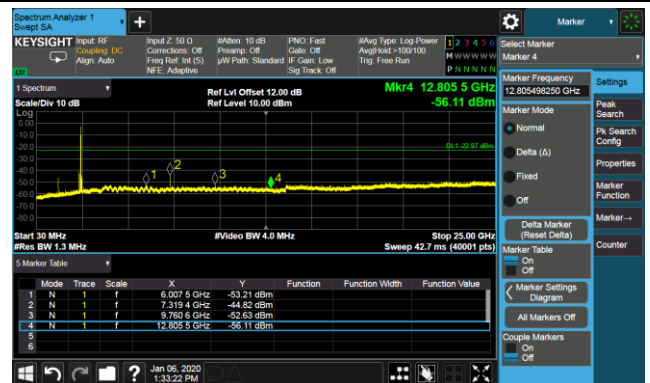 Spectrum Analyzer 1
Swept SA
Marker
KEYSIGHT
Input: RF
Coupling: DC
Align: Auto
Input Z: 50 Ω
Corrections: Off
Freq Ref: Int (S)
NFE: Adaptive
#Atten: 10 dB
Preamp: Off
µW Path: Standard
PNO: Fast
Gate: Off
IF Gain: Low
Sig Track: Off
#Avg Type: Log-Power
Avg|Hold:>100/100
Trig: Free Run
1 2 3 4 5 6
M W W W W W
P N N N N N
Select Marker
Marker 4
1 Spectrum
Scale/Div 10 dB
Log
Ref Lvl Offset 12.00 dB
Ref Level 10.00 dBm
Mkr4 12.805 5 GHz
-56.11 dBm
0.00
-10.0
-20.0
-30.0
-40.0
-50.0
-60.0
-70.0
-80.0
DL1 -22.97 dBm
1
2
3
4
Start 30 MHz
#Res BW 1.3 MHz
#Video BW 4.0 MHz
Stop 25.00 GHz
Sweep 42.7 ms (40001 pts)
5 Marker Table
Mode Trace Scale X Y Function Function Width Function Value
1 N 1 f 6.007 5 GHz -53.21 dBm
2 N 1 f 7.319 4 GHz -44.82 dBm
3 N 1 f 9.760 6 GHz -52.63 dBm
4 N 1 f 12.805 5 GHz -56.11 dBm
5
6
Marker Frequency
12.805498250 GHz
Marker Mode
Normal
Delta (Δ)
Fixed
Off
Delta Marker
(Reset Delta)
Marker Table
On
Off
Marker Settings
Diagram
All Markers Off
Couple Markers
On
Off
Settings
Peak
Search
Pk Search
Config
Properties
Marker
Function
Marker→
Counter
Jan 06, 2020
1:33:22 PM